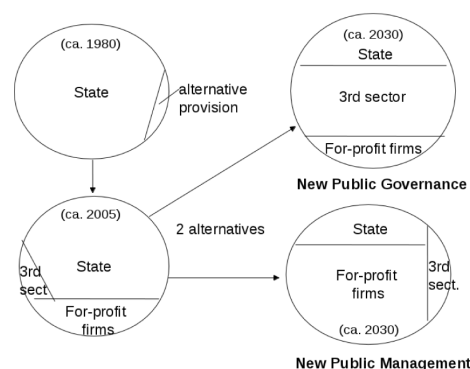 (ca. 1980)
State
alternative
provision
(ca. 2030)
State
3rd sector
For-profit firms
New Public Governance
(ca. 2005)
3rd
sect
State
For-profit
firms
2 alternatives
State
For-profit
firms
3rd
sect.
(ca. 2030)
New Public Management